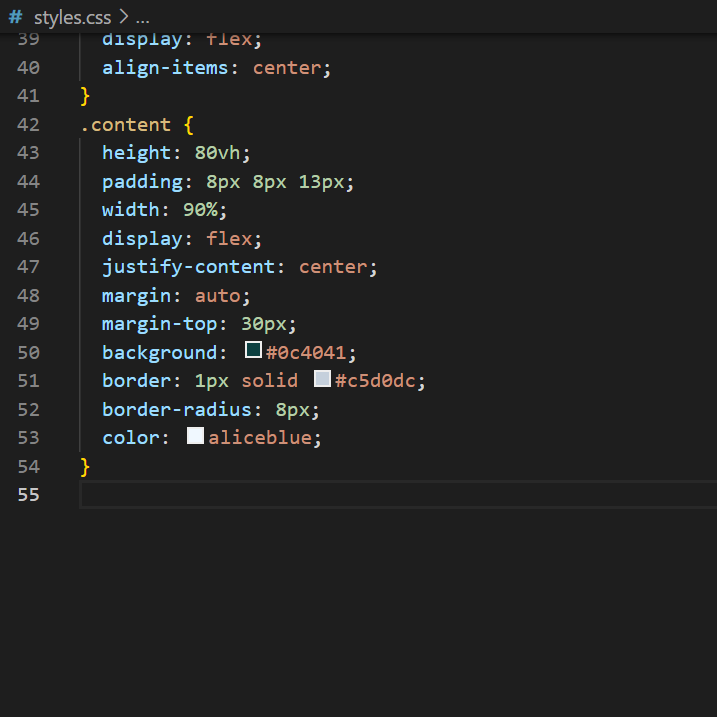 # styles.css > ...
39 display: flex;
40 align-items: center;
41 }
42 .content {
43 height: 80vh;
44 padding: 8px 8px 13px;
45 width: 90%;
46 display: flex;
47 justify-content: center;
48 margin: auto;
49 margin-top: 30px;
50 background: #0c4041;
51 border: 1px solid #c5d0dc;
52 border-radius: 8px;
53 color: aliceblue;
54 }
55